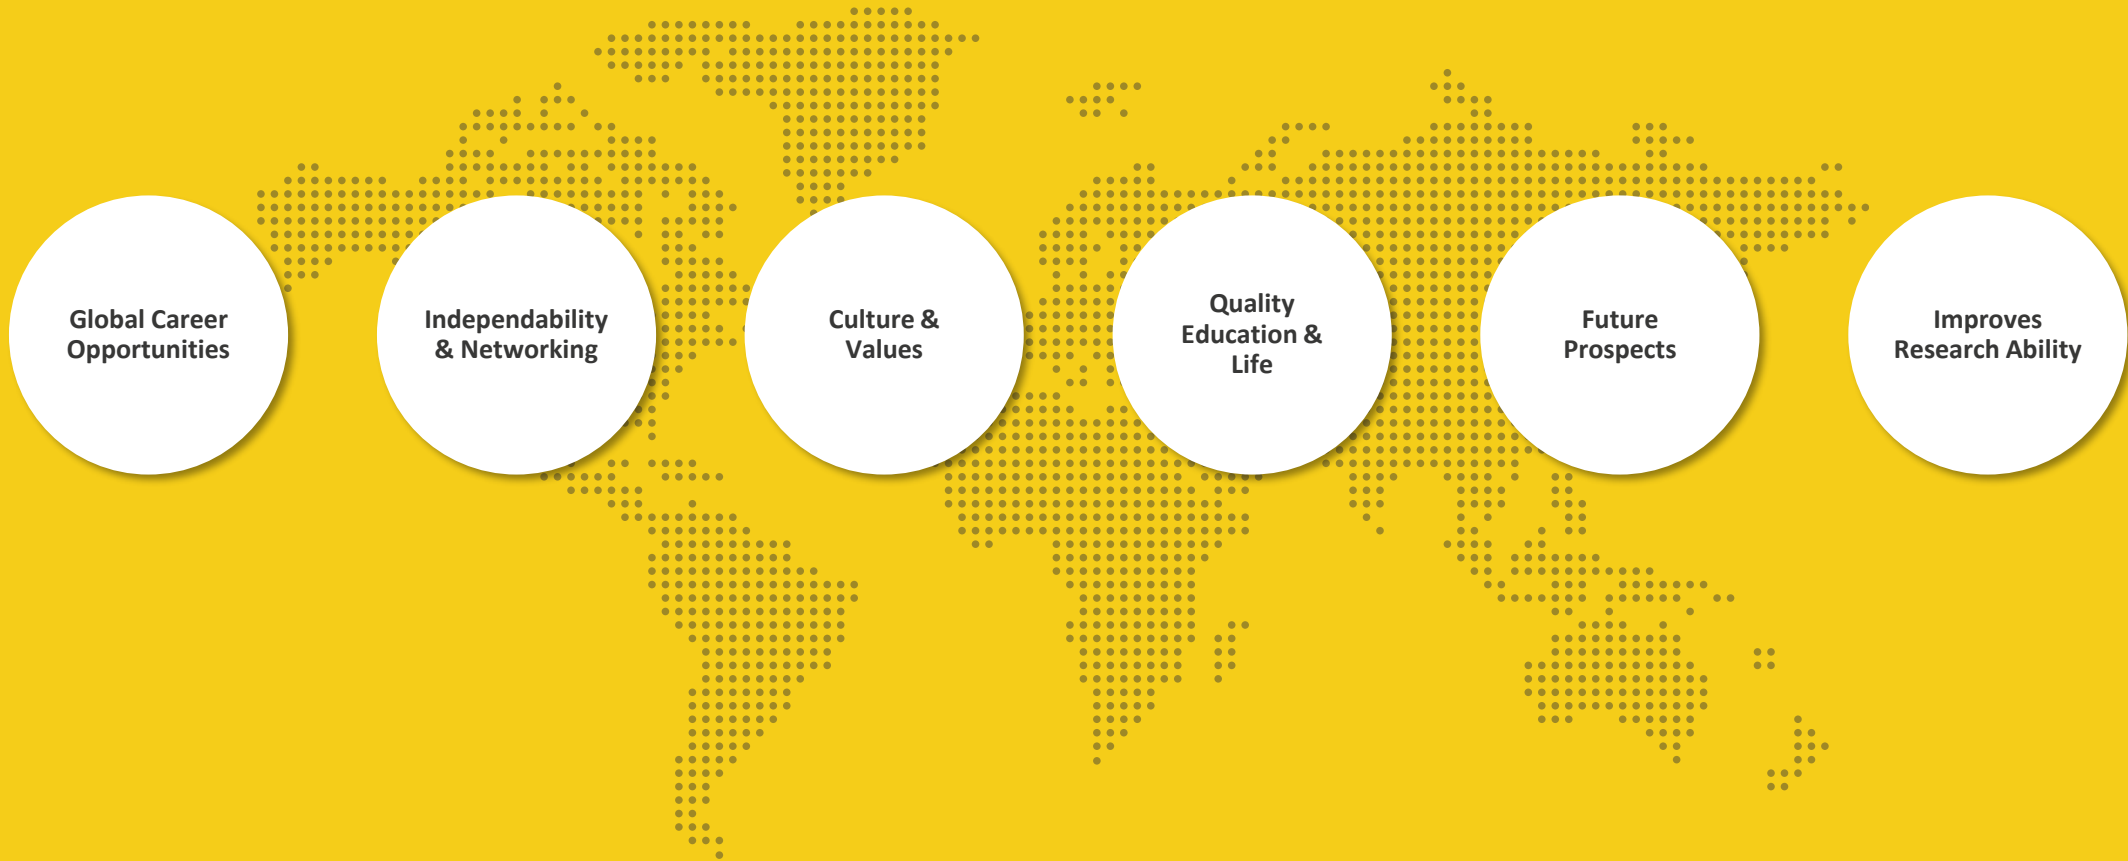 Global Career
Opportunities
Independability
& Networking
Culture &
Values
Quality
Education &
Life
Future
Prospects
Improves
Research Ability